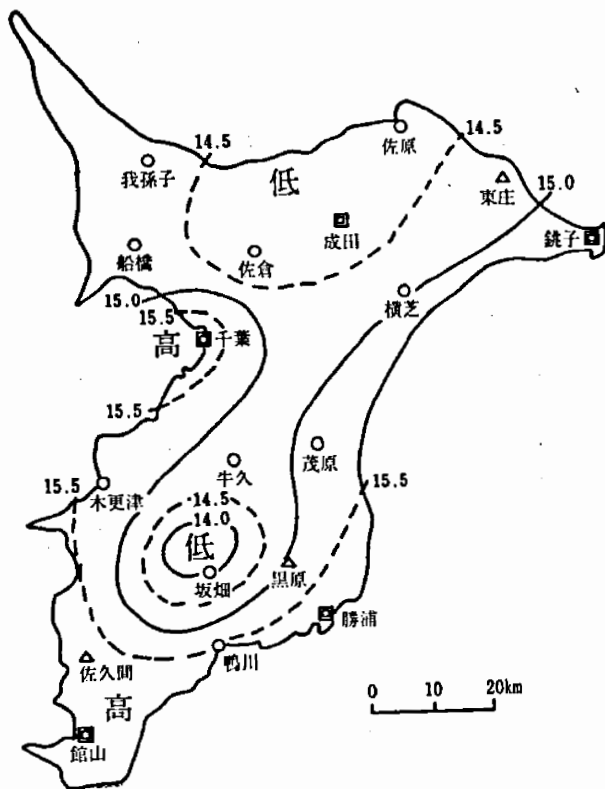 14.5
14.5
佐原
我孫子
低
東庄
15.0
成田
銚子
船橋
佐倉
横芝
15.0
15.5
高
千葉
15.5
茂原
牛久
15.5
15.5
木更津
14.5
14.0
低
坂畑
黒原
勝浦
鴨川
佐久間
高
0 10 20km
館山